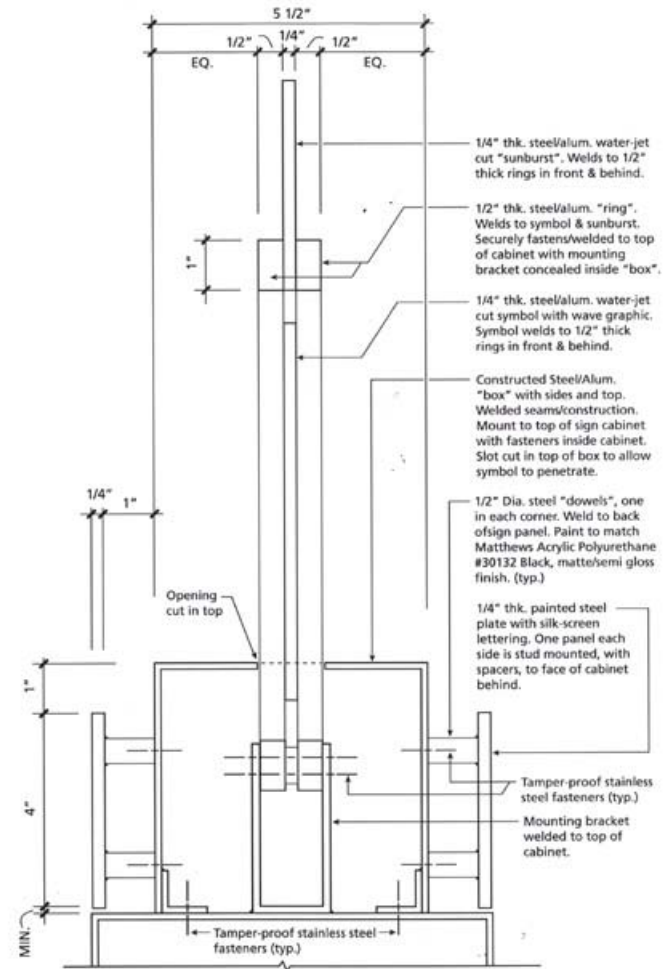 5 1/2"
1/4"
1/2"
1/2"
EQ.
EQ.
1/4" thk. steel/alum. water-jet
cut "sunburst". Welds to 1/2"
thick rings in front & behind.
1/2" thk. steel/alum. "ring".
Welds to symbol & sunburst.
Securely fastens/welded to top
of cabinet with mounting
bracket concealed inside "box".
1"
1/4" thk. steel/alum. water-jet
cut symbol with wave graphic.
Symbol welds to 1/2" thick
rings in front & behind.
Constructed Steel/Alum.
"box" with sides and top.
Welded seams/construction.
Mount to top of sign cabinet
with fasteners inside cabinet.
Slot cut in top of box to allow
symbol to penetrate.
1/4"
1"
1/2" Dia. steel "dowels", one
in each corner. Weld to back
ofsign panel. Paint to match
Matthews Acrylic Polyurethane
#30132 Black, matte/semi gloss
finish. (typ.)
Opening
cut in top
1/4" thk. painted steel
plate with silk-screen
lettering. One panel each
side is stud mounted, with
spacers, to face of cabinet
behind.
1"
4"
Tamper-proof stainless
steel fasteners (typ.)
Mounting bracket
welded to top of
cabinet.
MIN.
Tamper-proof stainless steel
fasteners (typ.)